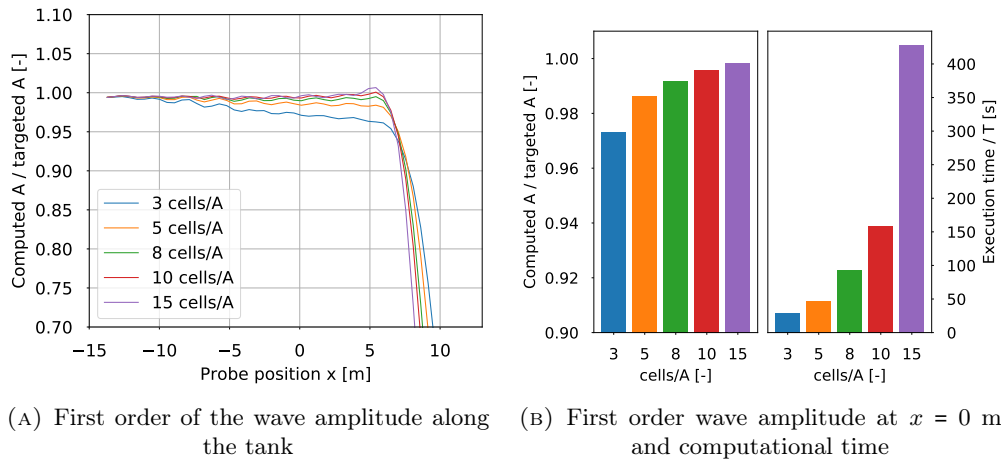 1.05
1.00
0.95
0.90
0.85
0.80
0.75
0.70
Computed A / targeted A [-]
3 cells/A
5 cells/A
8 cells/A
10 cells/A
15 cells/A
−15 −10 −5 0 5 10
Probe position x [m]
(A) First order of the wave amplitude along
the tank
1.00
0.98
0.96
0.94
0.92
0.90
Computed A / targeted A [-]
3 5 8 10 15
cells/A [-]
400
350
300
250
200
150
100
50
0
Execution time / T [s]
3 5 8 10 15
cells/A [-]
(B) First order wave amplitude at x = 0 m
and computational time